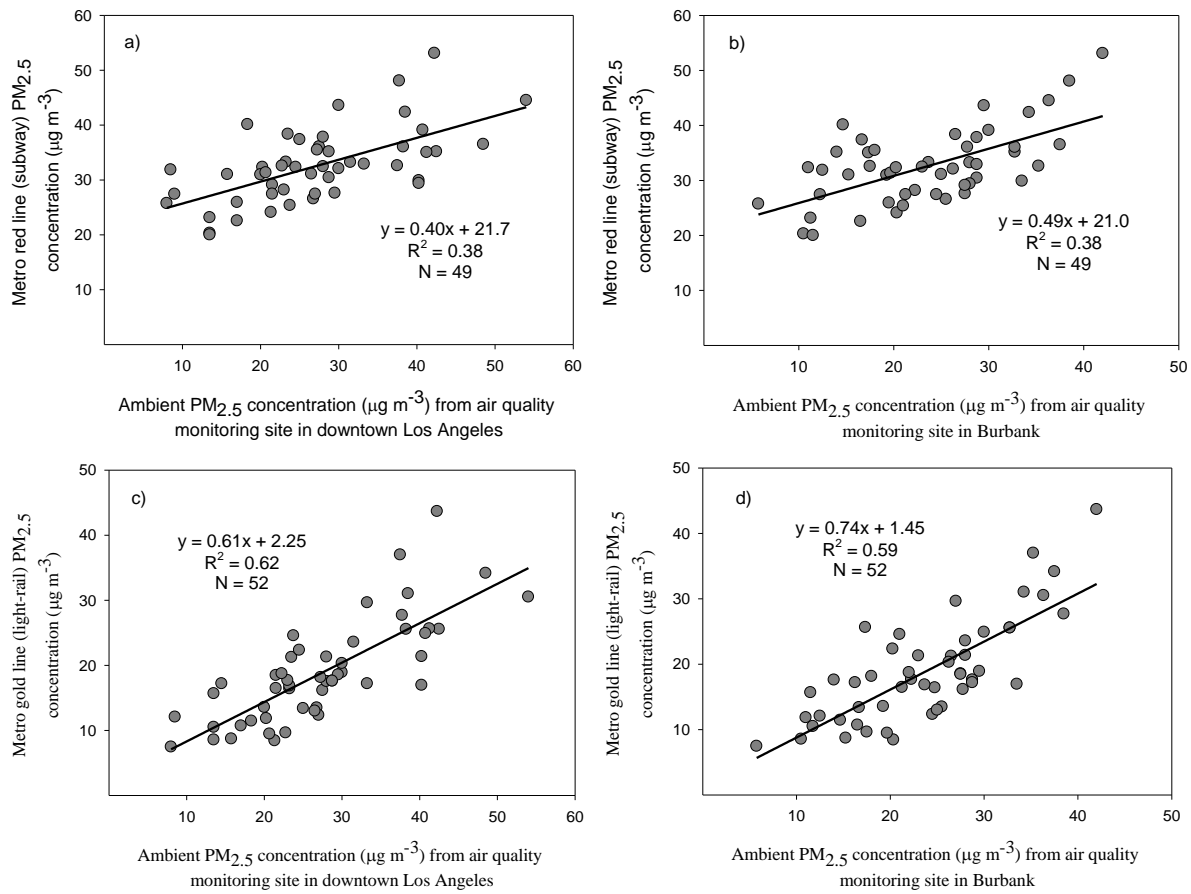 a)
Metro red line (subway) PM2.5
concentration (μg m-3)
60
50
40
30
20
10
y = 0.40x + 21.7
R2 = 0.38
N = 49
10 20 30 40 50 60
Ambient PM2.5 concentration (μg m-3) from air quality
monitoring site in downtown Los Angeles
b)
Metro red line (subway) PM2.5
concentration (μg m-3)
60
50
40
30
20
10
y = 0.49x + 21.0
R2 = 0.38
N = 49
10 20 30 40 50
Ambient PM2.5 concentration (μg m-3) from air quality
monitoring site in Burbank
c)
Metro gold line (light-rail) PM2.5
concentration (μg m-3)
50
40
30
20
10
y = 0.61x + 2.25
R2 = 0.62
N = 52
10 20 30 40 50 60
Ambient PM2.5 concentration (μg m-3) from air quality
monitoring site in downtown Los Angeles
d)
Metro gold line (light-rail) PM2.5
concentration (μg m-3)
50
40
30
20
10
y = 0.74x + 1.45
R2 = 0.59
N = 52
10 20 30 40 50
Ambient PM2.5 concentration (μg m-3) from air quality
monitoring site in Burbank